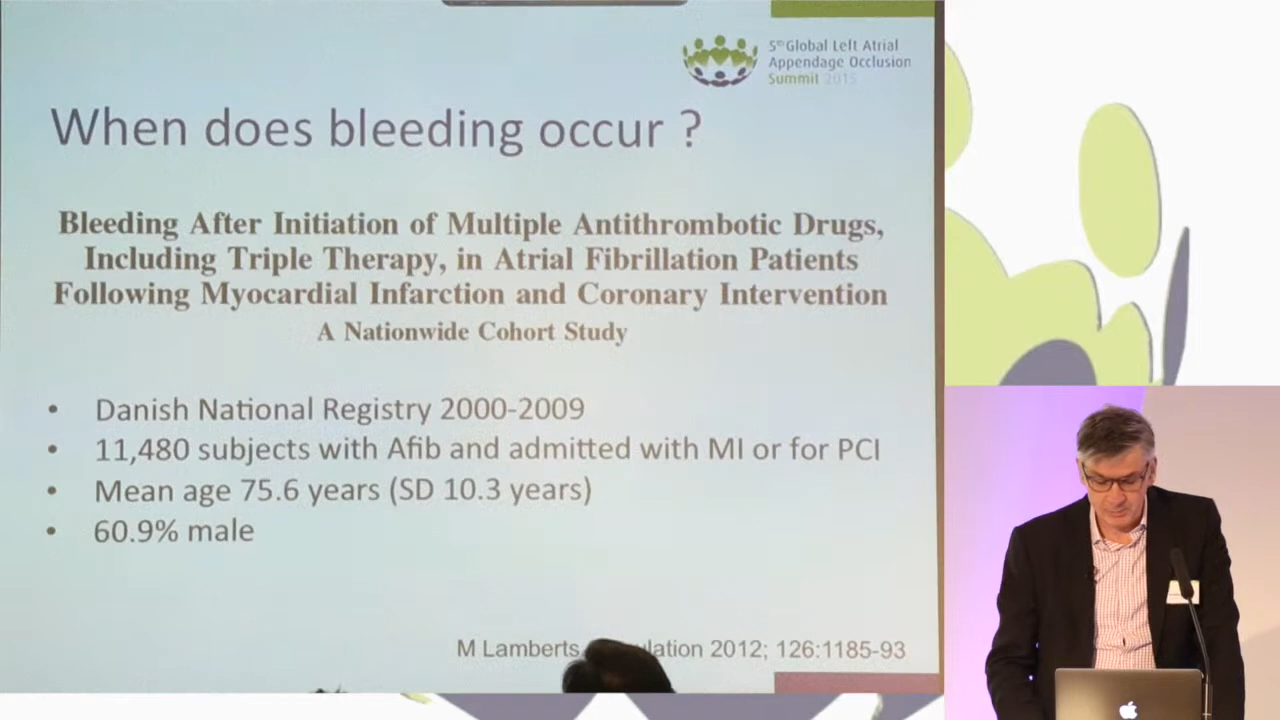 5th Global Left Atrial
Appendage Occlusion
Summit 2015
When does bleeding occur ?
Bleeding After Initiation of Multiple Antithrombotic Drugs,
Including Triple Therapy, in Atrial Fibrillation Patients
Following Myocardial Infarction and Coronary Intervention
A Nationwide Cohort Study
• Danish National Registry 2000-2009
• 11,480 subjects with Afib and admitted with MI or for PCI
• Mean age 75.6 years (SD 10.3 years)
• 60.9% male
M Lamberts, 2012; 126:1185-93